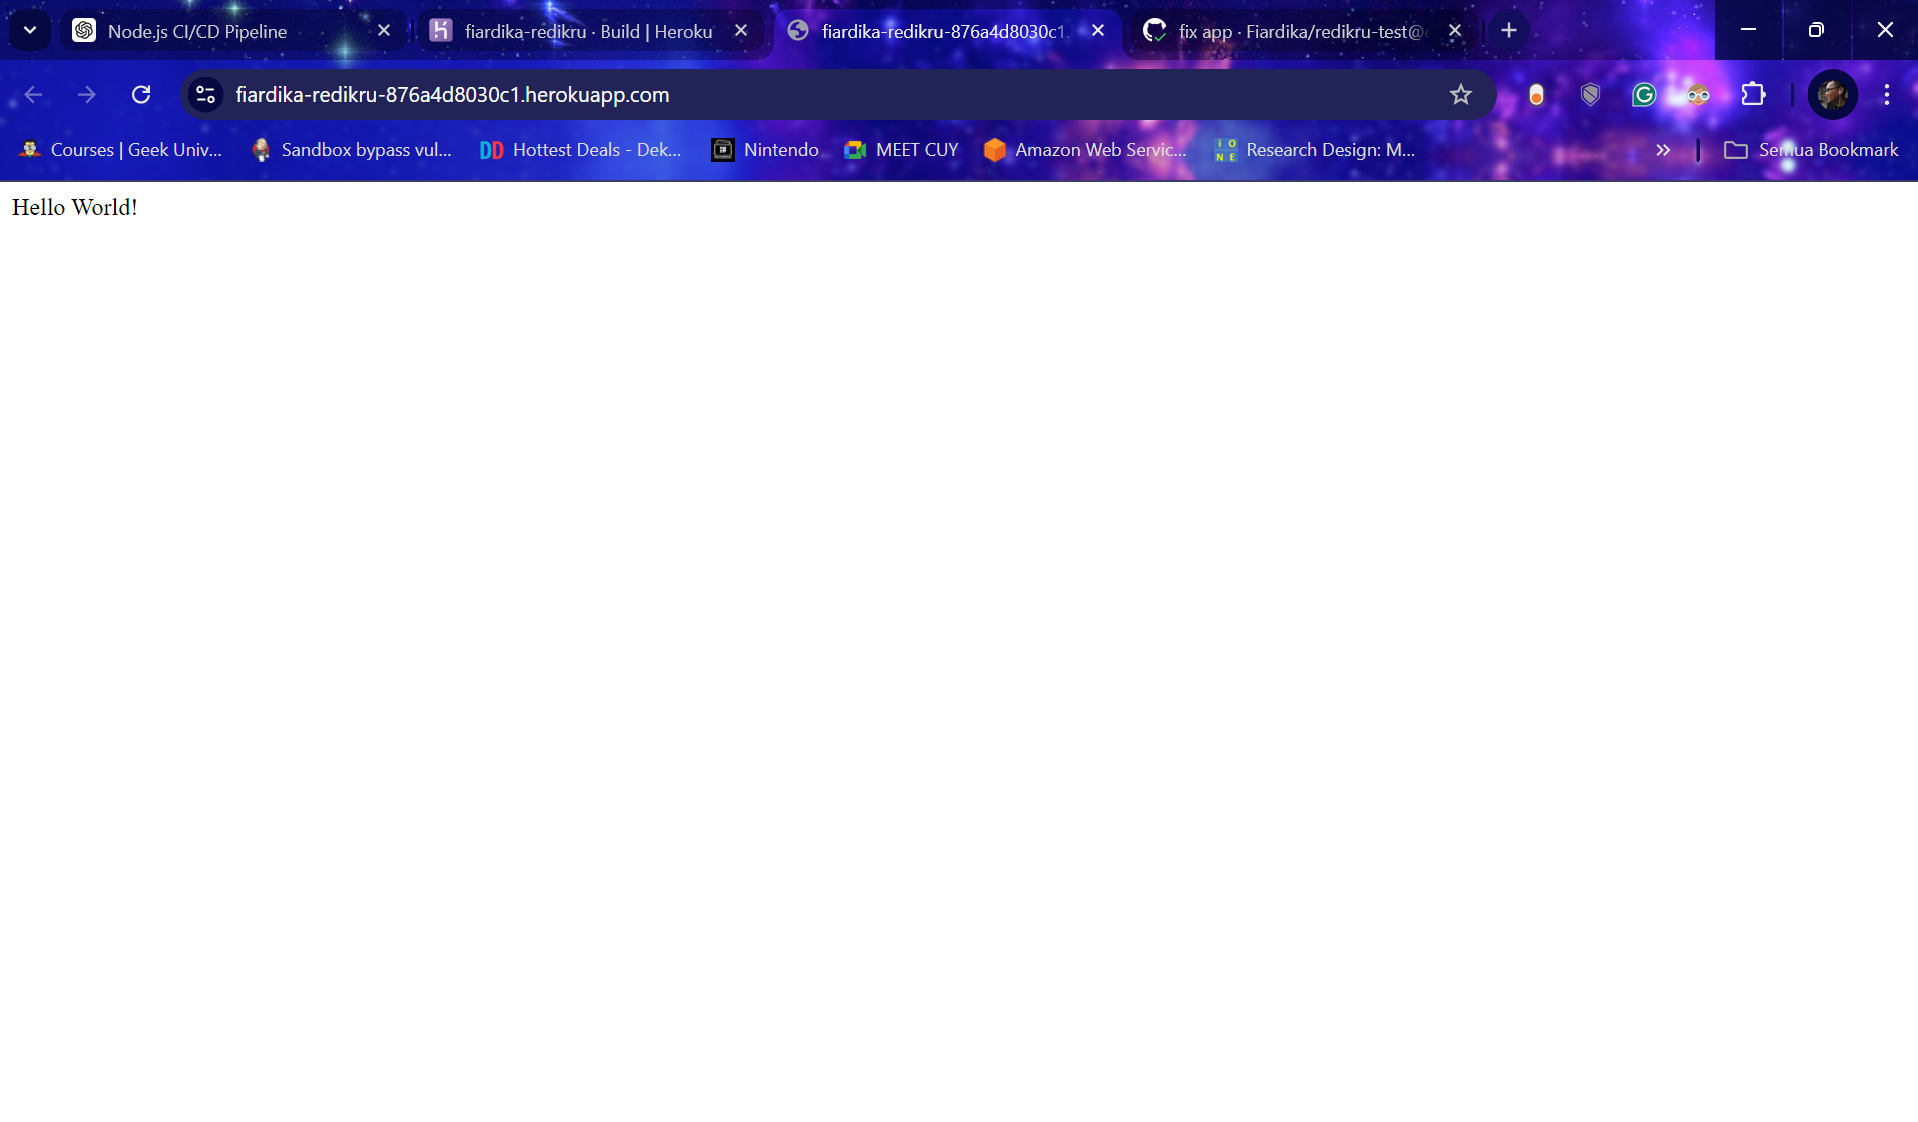 Node.js CI/CD Pipeline
fiardika-redikru · Build | Heroku
fiardika-redikru-876a4d8030c1.
fix app · Fiardika/redikru-test@
fiardika-redikru-876a4d8030c1.herokuapp.com
Courses | Geek Univ...
Sandbox bypass vul...
DD Hottest Deals - Dek...
Nintendo
MEET CUY
Amazon Web Servic...
Research Design: M...
Semua Bookmark
Hello World!